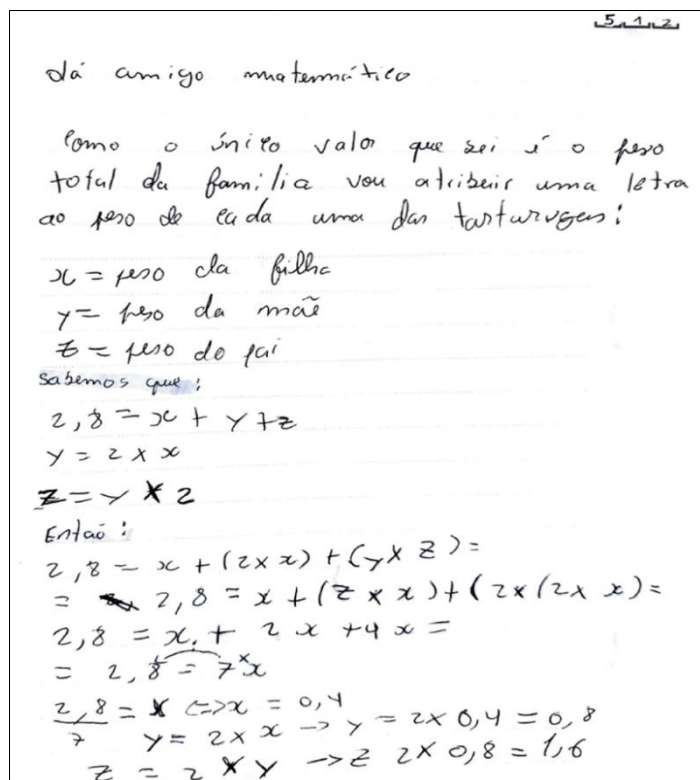 5 1 2
dá amigo matemático
Como o único valor que sei é o peso
total da família vou atribuir uma letra
ao peso de cada uma das tartarugas:
x = peso da filha
y = peso da mãe
z = peso do pai
Sabemos que:
2,8 = x + y + z
y = 2 × x
z = y × 2
Então:
2,8 = x + (2 × x) + (y × z) =
= 2,8 = x + (2 × x) + (2 × (2 × x) =
2,8 = x + 2x + 4x =
= 2,8 = 7 × x
2,8/7 = x <=> x = 0,4
y = 2 × x → y = 2 × 0,4 = 0,8
z = 2 × y → z 2 × 0,8 = 1,6